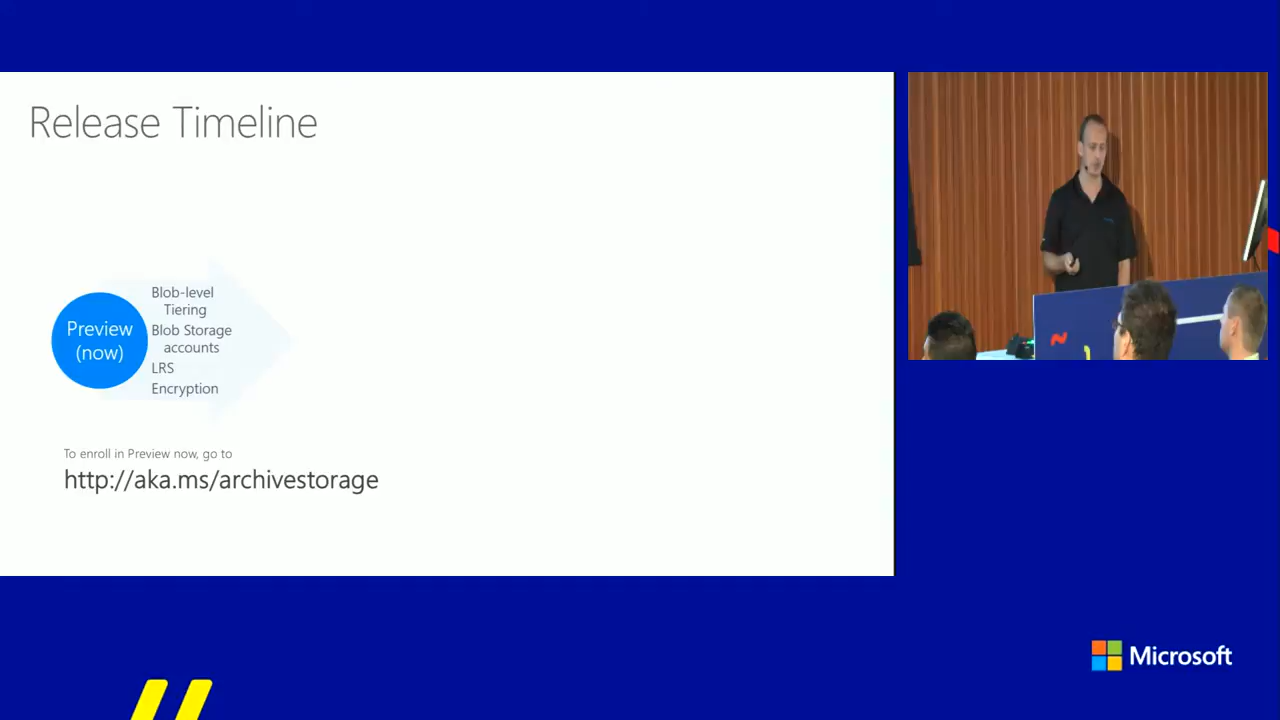 Release Timeline
Preview
(now)
Blob-level
Tiering
Blob Storage
accounts
LRS
Encryption
To enroll in Preview now, go to
http://aka.ms/archivestorage
Microsoft